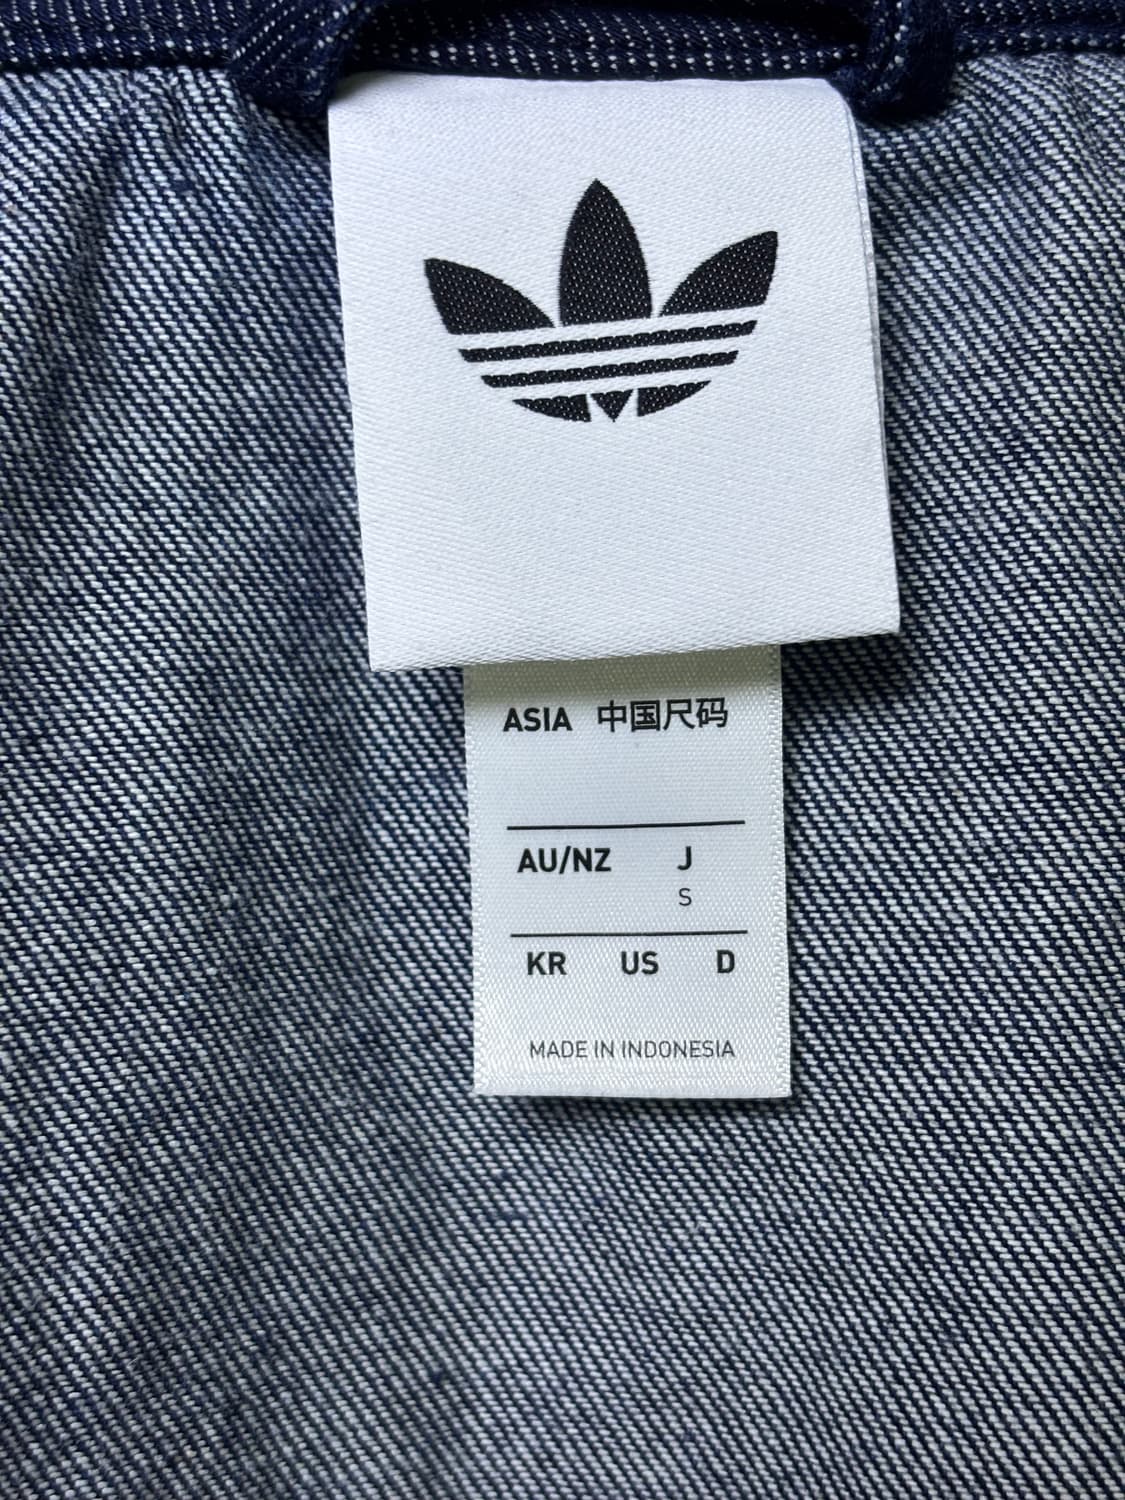 ASIA 中国尺码
AU/NZ J
S
KR US D
MADE IN INDONESIA